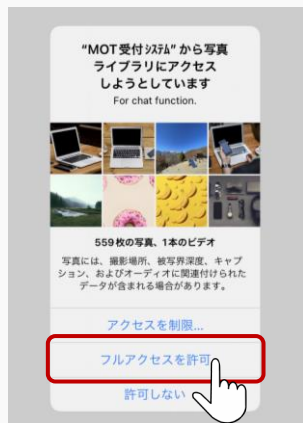 “MOT受付ｼｽﾃﾑ”から写真
ライブラリにアクセス
しようとしています
For chat function.
559枚の写真、1本のビデオ
写真には、撮影場所、被写界深度、キャプ
ション、およびオーディオに関連付けられた
データが含まれる場合があります。
アクセスを制限...
フルアクセスを許可
許可しない